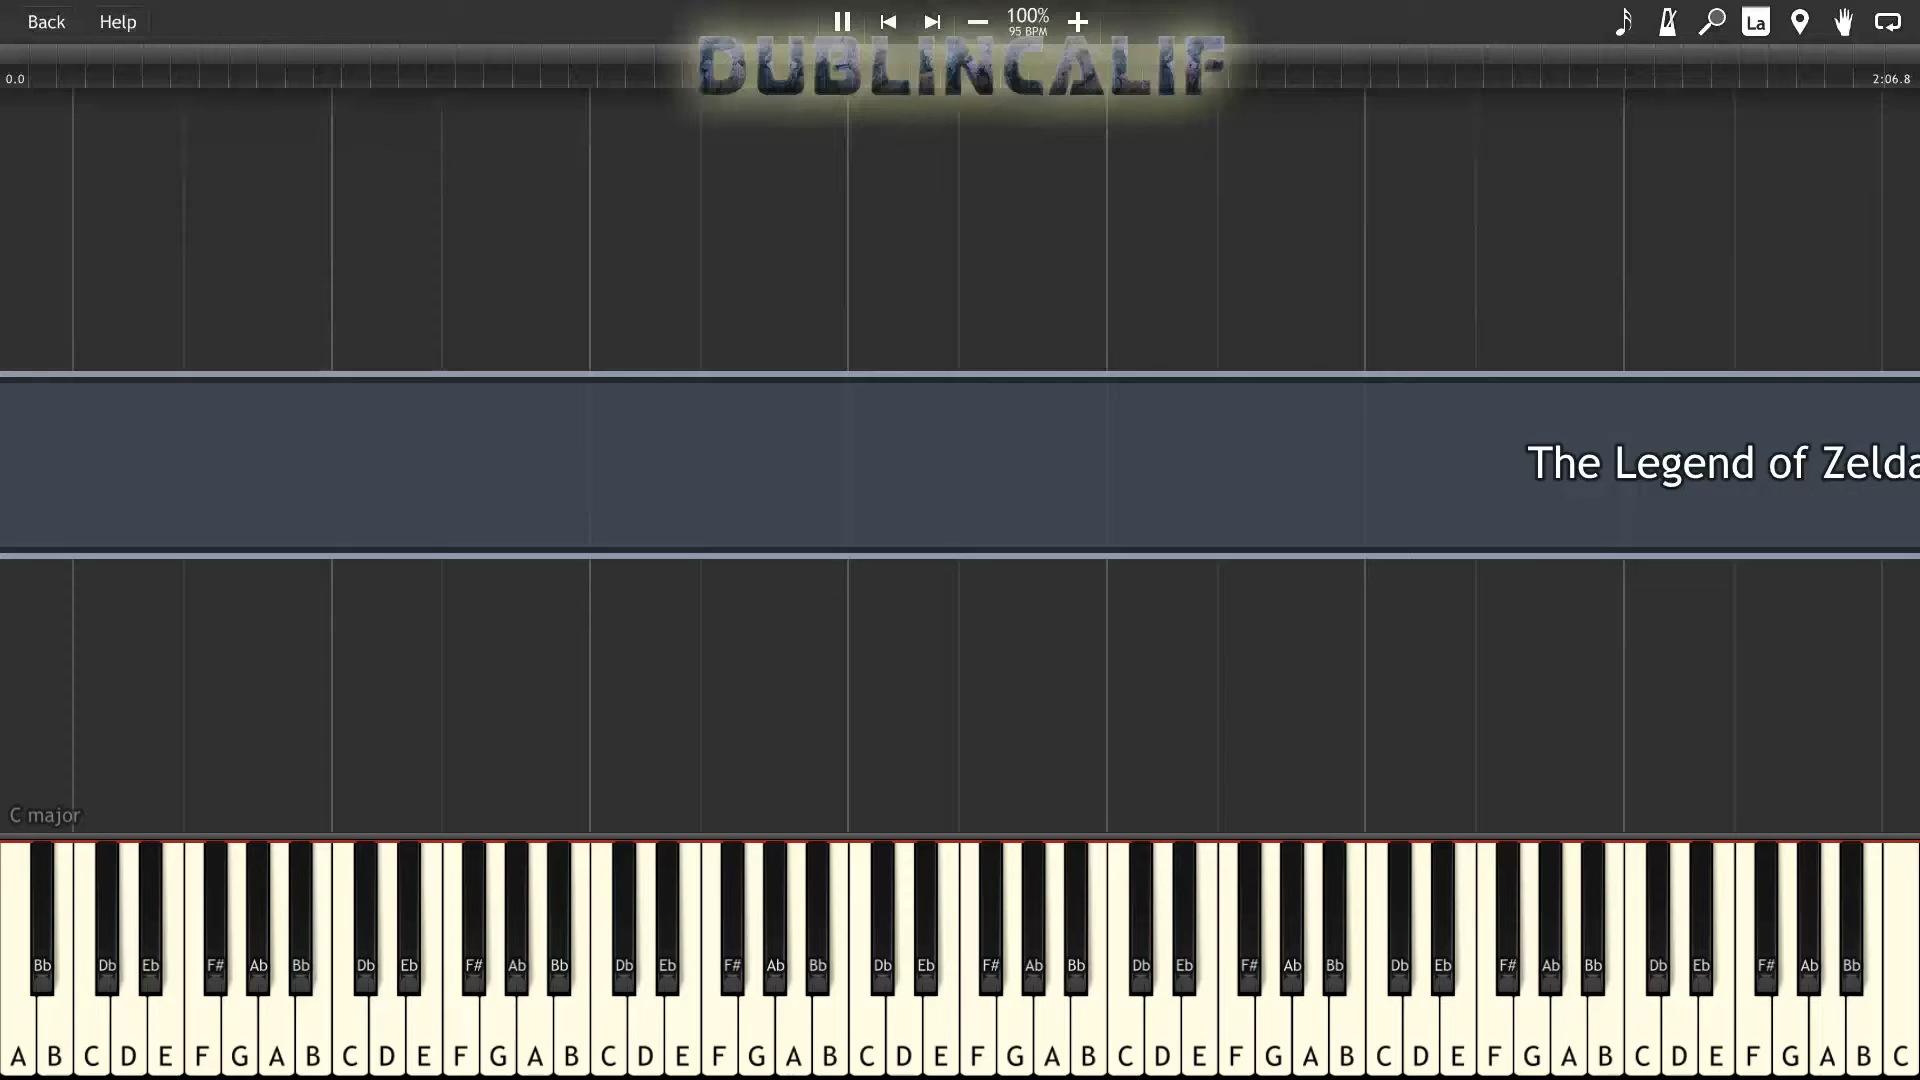 Back Help 100%
95 BPM
La
DUBLINCALIF
0.0 2:06.8
The Legend of Zelda
C major
Bb Db Eb F# Ab Bb Db Eb F# Ab Bb Db Eb F# Ab Bb Db Eb F# Ab Bb Db Eb F# Ab Bb Db Eb F# Ab Bb Db Eb F# Ab Bb
A B C D E F G A B C D E F G A B C D E F G A B C D E F G A B C D E F G A B C D E F G A B C D E F G A B C